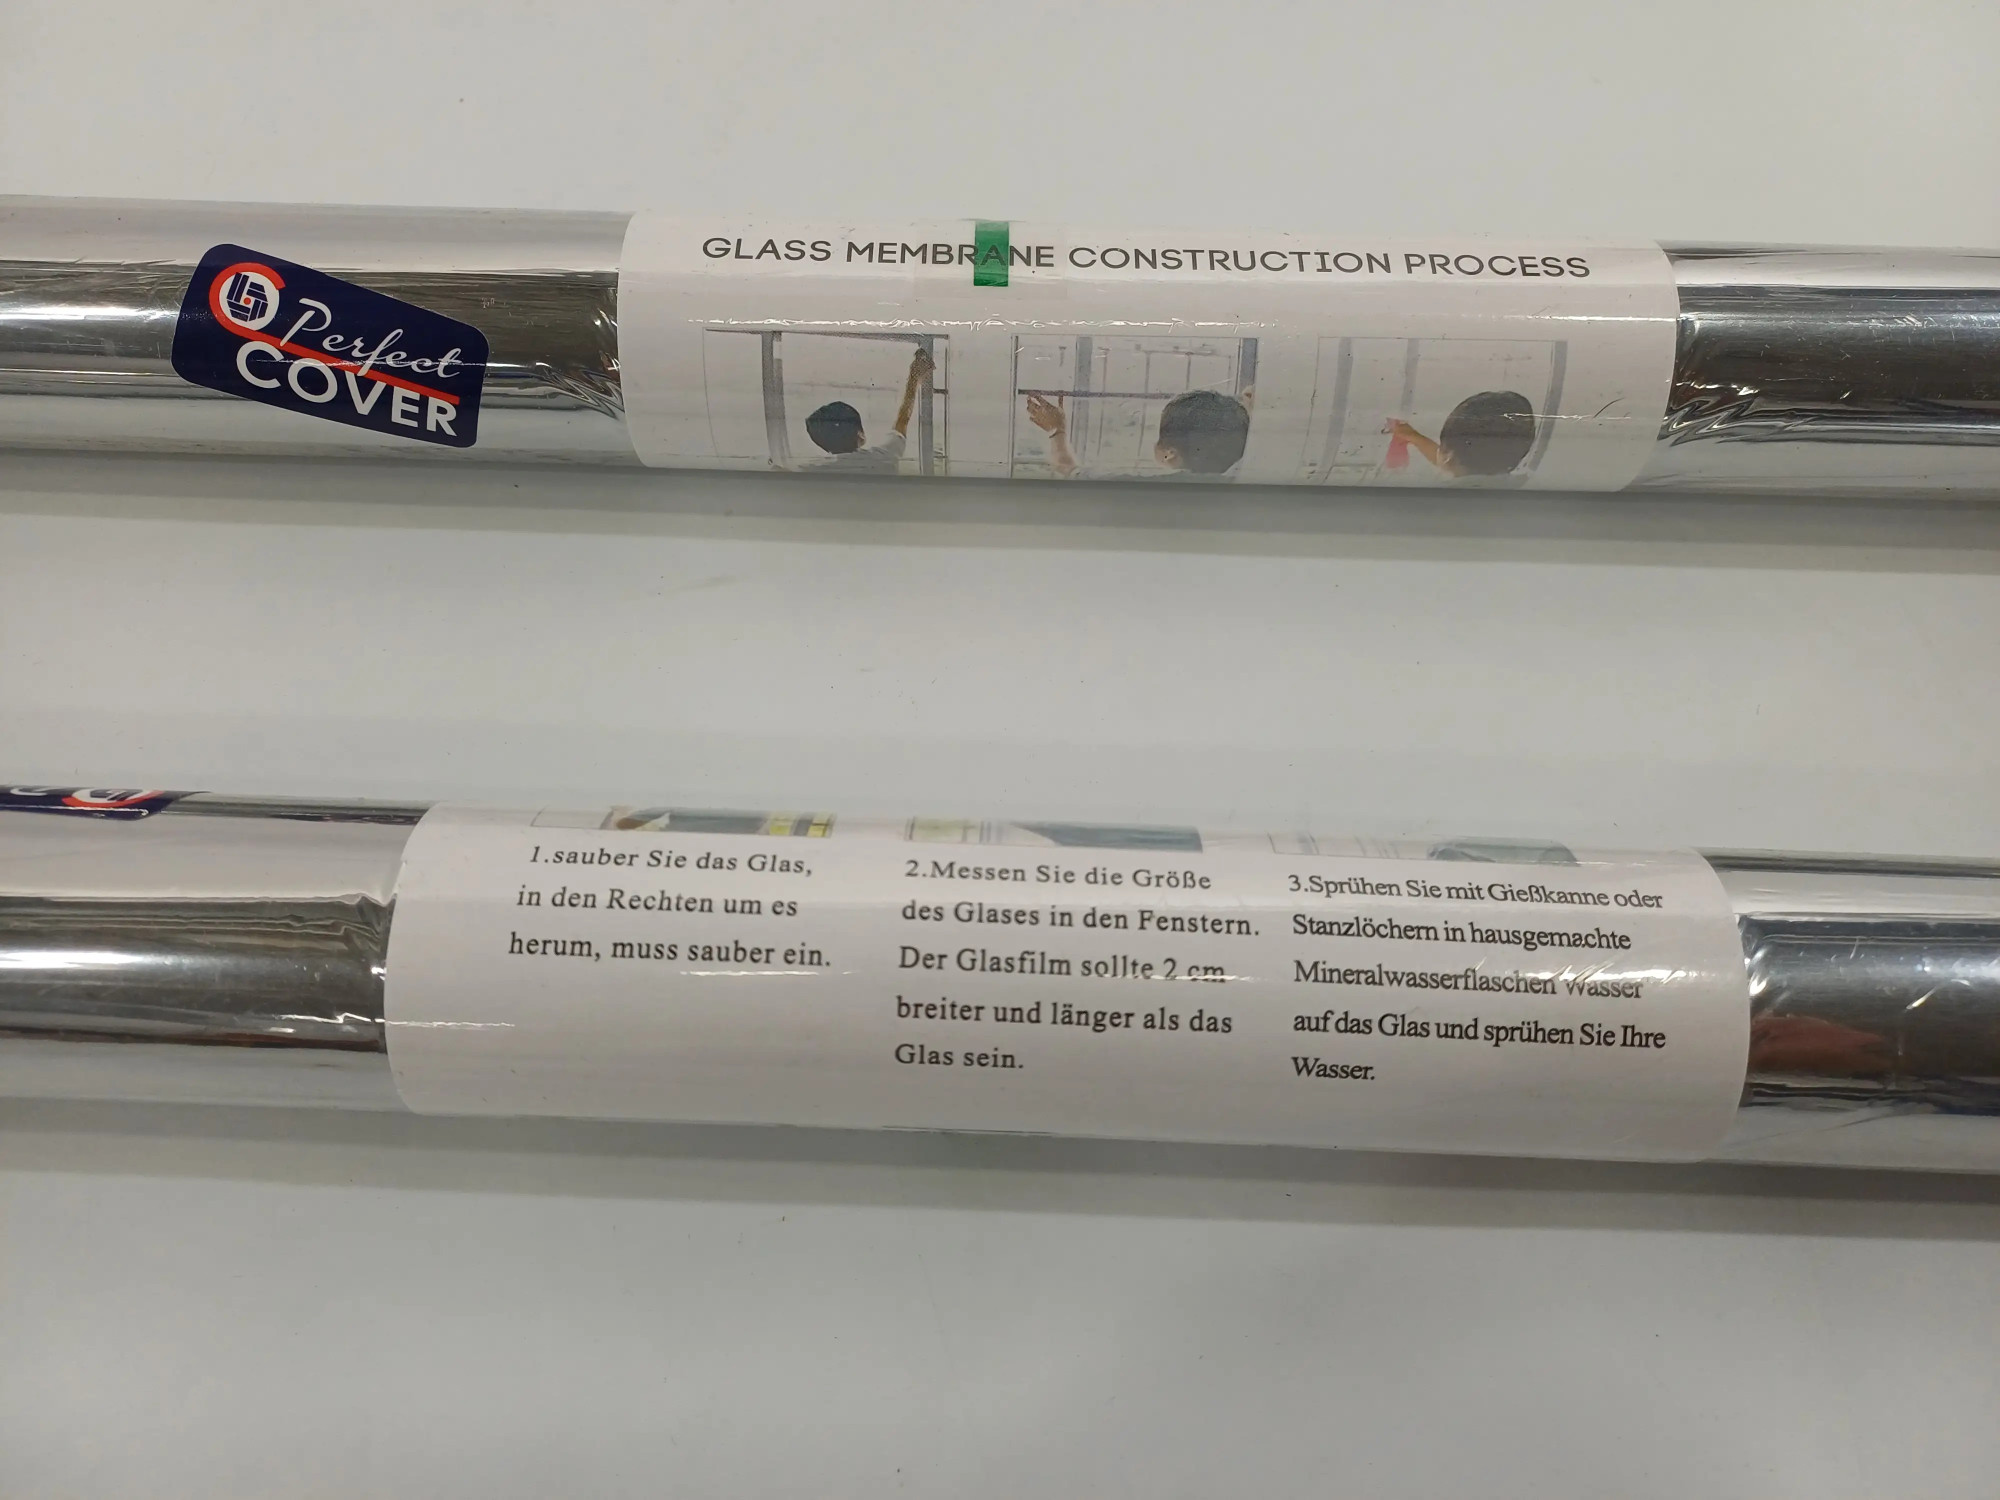 Perfect
COVER
GLASS MEMBRANE CONSTRUCTION PROCESS
1.sauber Sie das Glas,
in den Rechten um es
herum, muss sauber ein.
2.Messen Sie die Größe
des Glases in den Fenstern.
Der Glasfilm sollte 2 cm
breiter und länger als das
Glas sein.
3.Sprühen Sie mit Gießkanne oder
Stanzlöchern in hausgemachte
Mineralwasserflaschen Wasser
auf das Glas und sprühen Sie Ihre
Wasser.